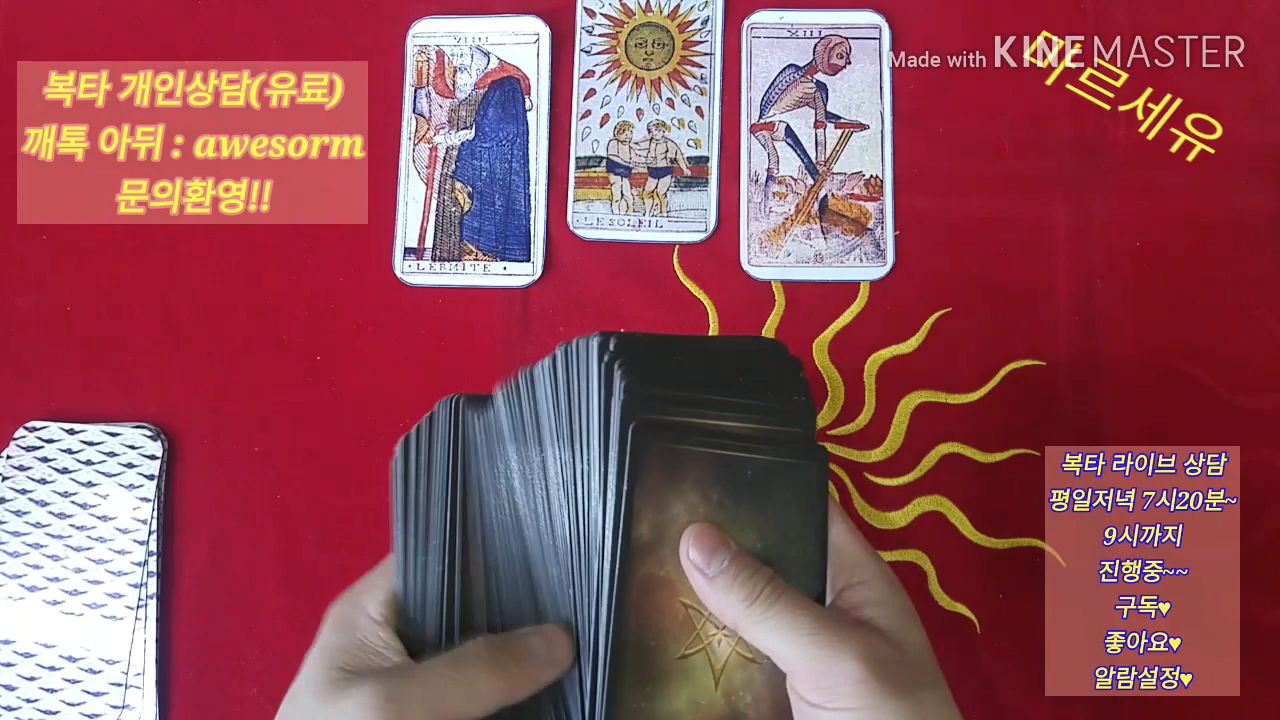 복타 개인상담(유료)
깨톡 아뒤 : awesorm
문의환영!!
VIIII
LERMITE
LE SOLEIL
XIII
Made with KINEMASTER
마르세유
복타 라이브 상담
평일저녁 7시20분~
9시까지
진행중~~
구독♥
좋아요♥
알람설정♥